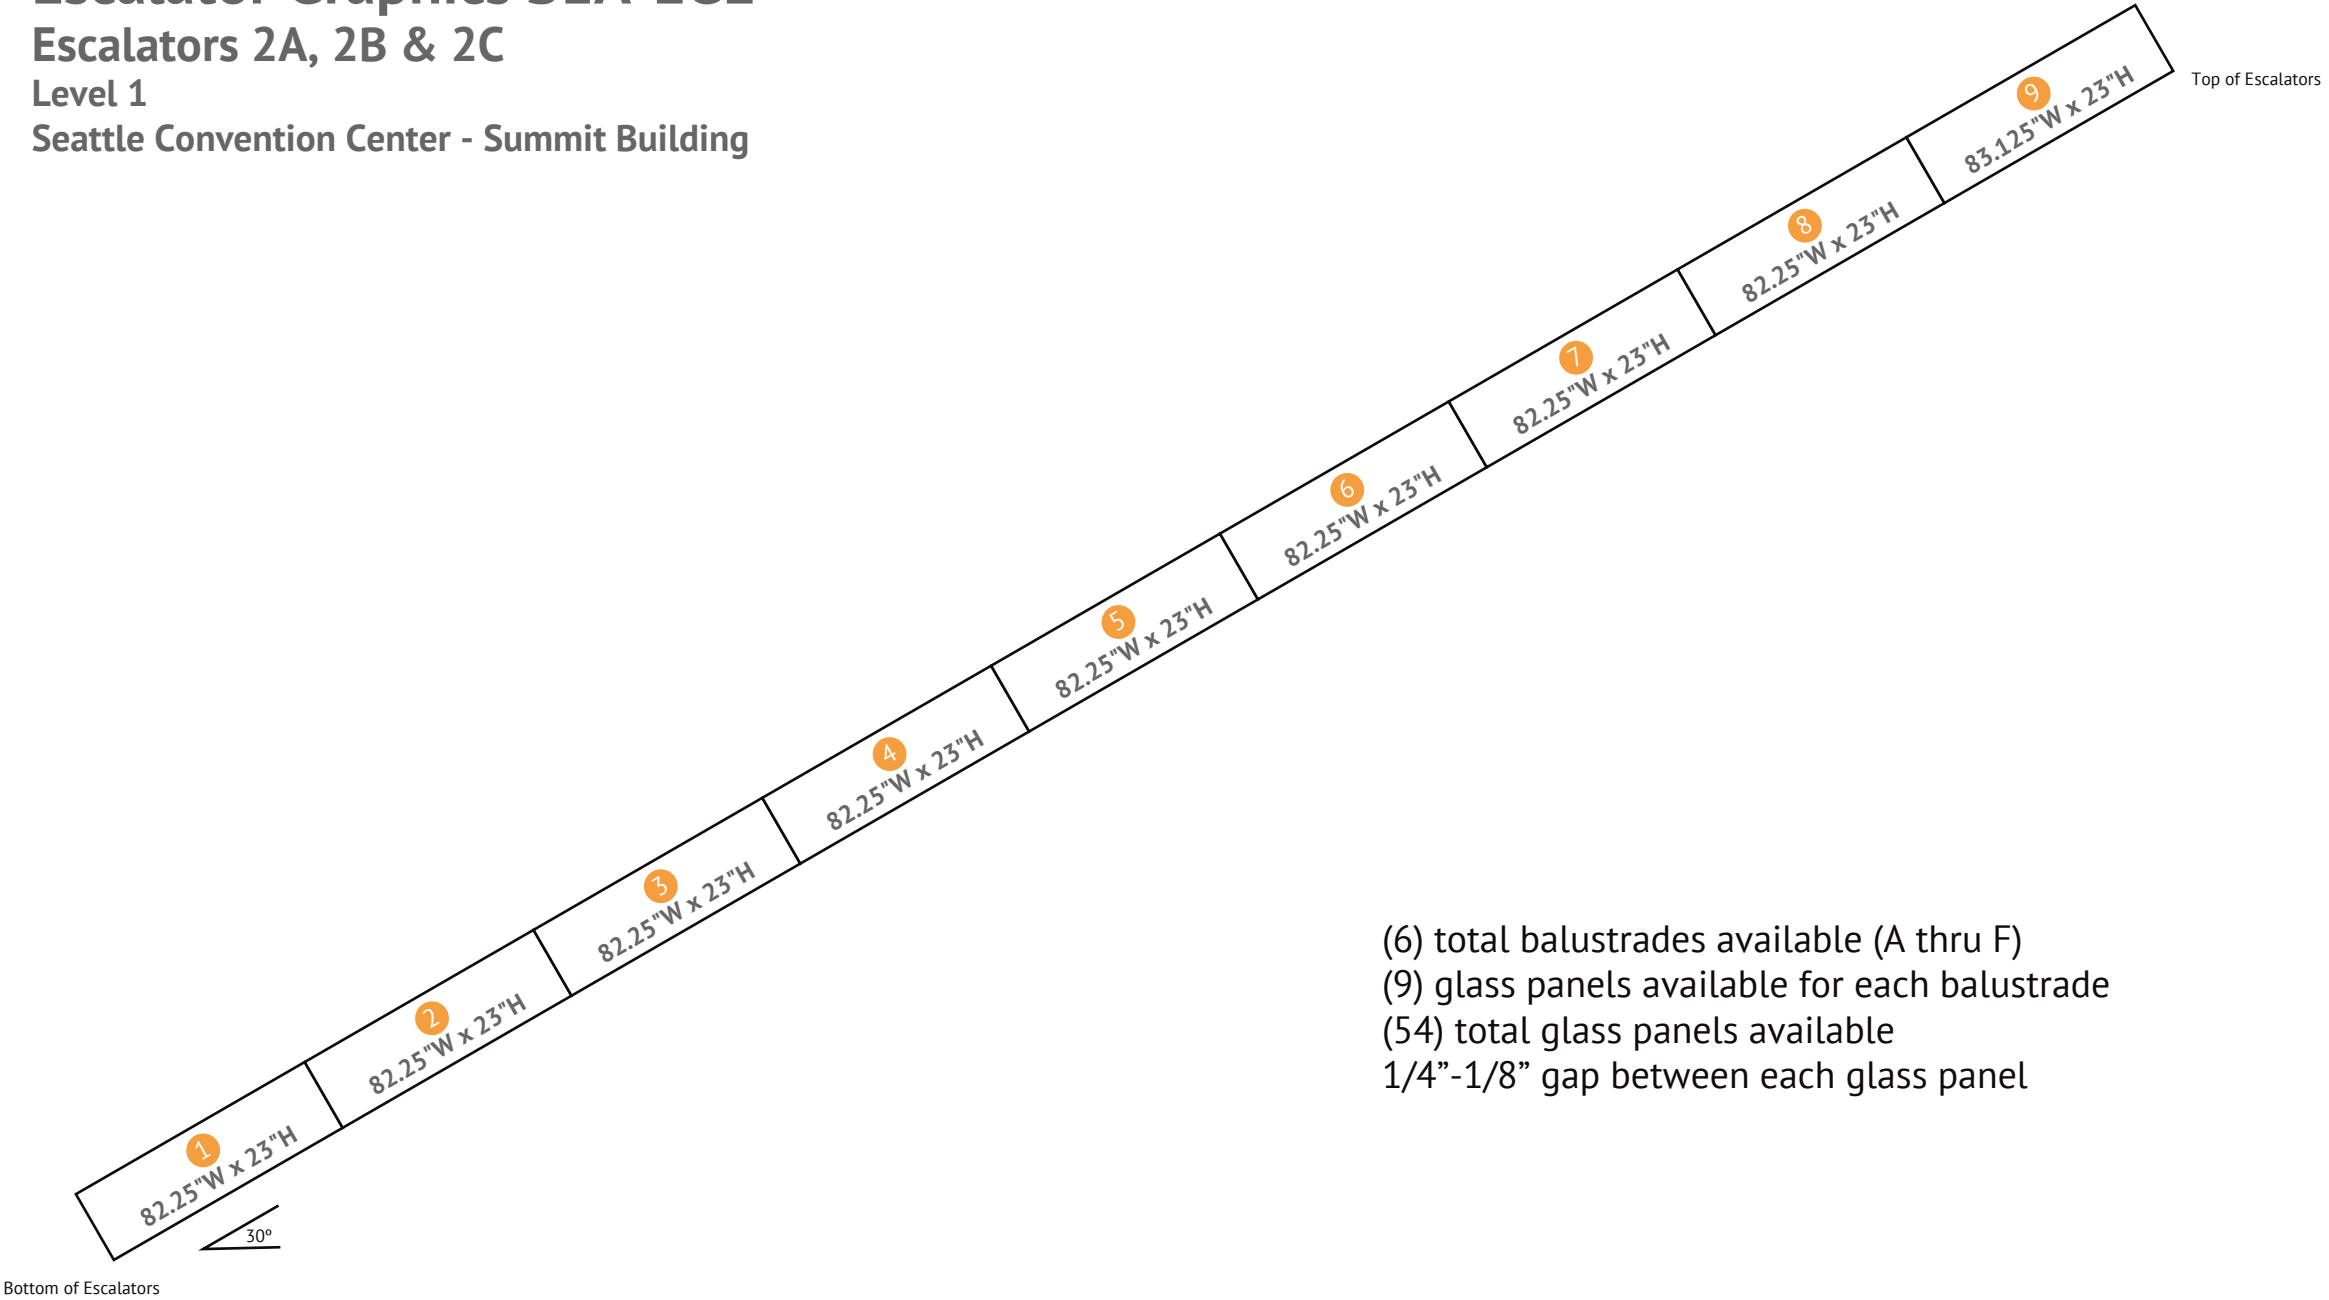 Escalators 2A, 2B & 2C
Level 1
Seattle Convention Center - Summit Building
Top of Escalators
9
83.125"W x 23"H
8
82.25"W x 23"H
7
82.25"W x 23"H
6
82.25"W x 23"H
5
82.25"W x 23"H
4
82.25"W x 23"H
3
82.25"W x 23"H
2
82.25"W x 23"H
1
82.25"W x 23"H
30º
Bottom of Escalators
(6) total balustrades available (A thru F)
(9) glass panels available for each balustrade
(54) total glass panels available
1/4”-1/8” gap between each glass panel